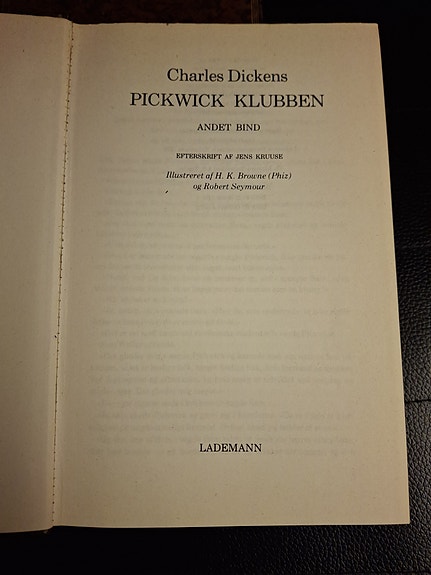 Charles Dickens
PICKWICK KLUBBEN
ANDET BIND
EFTERSKRIFT AF JENS KRUUSE
Illustreret af H. K. Browne (Phiz)
og Robert Seymour
LADEMANN